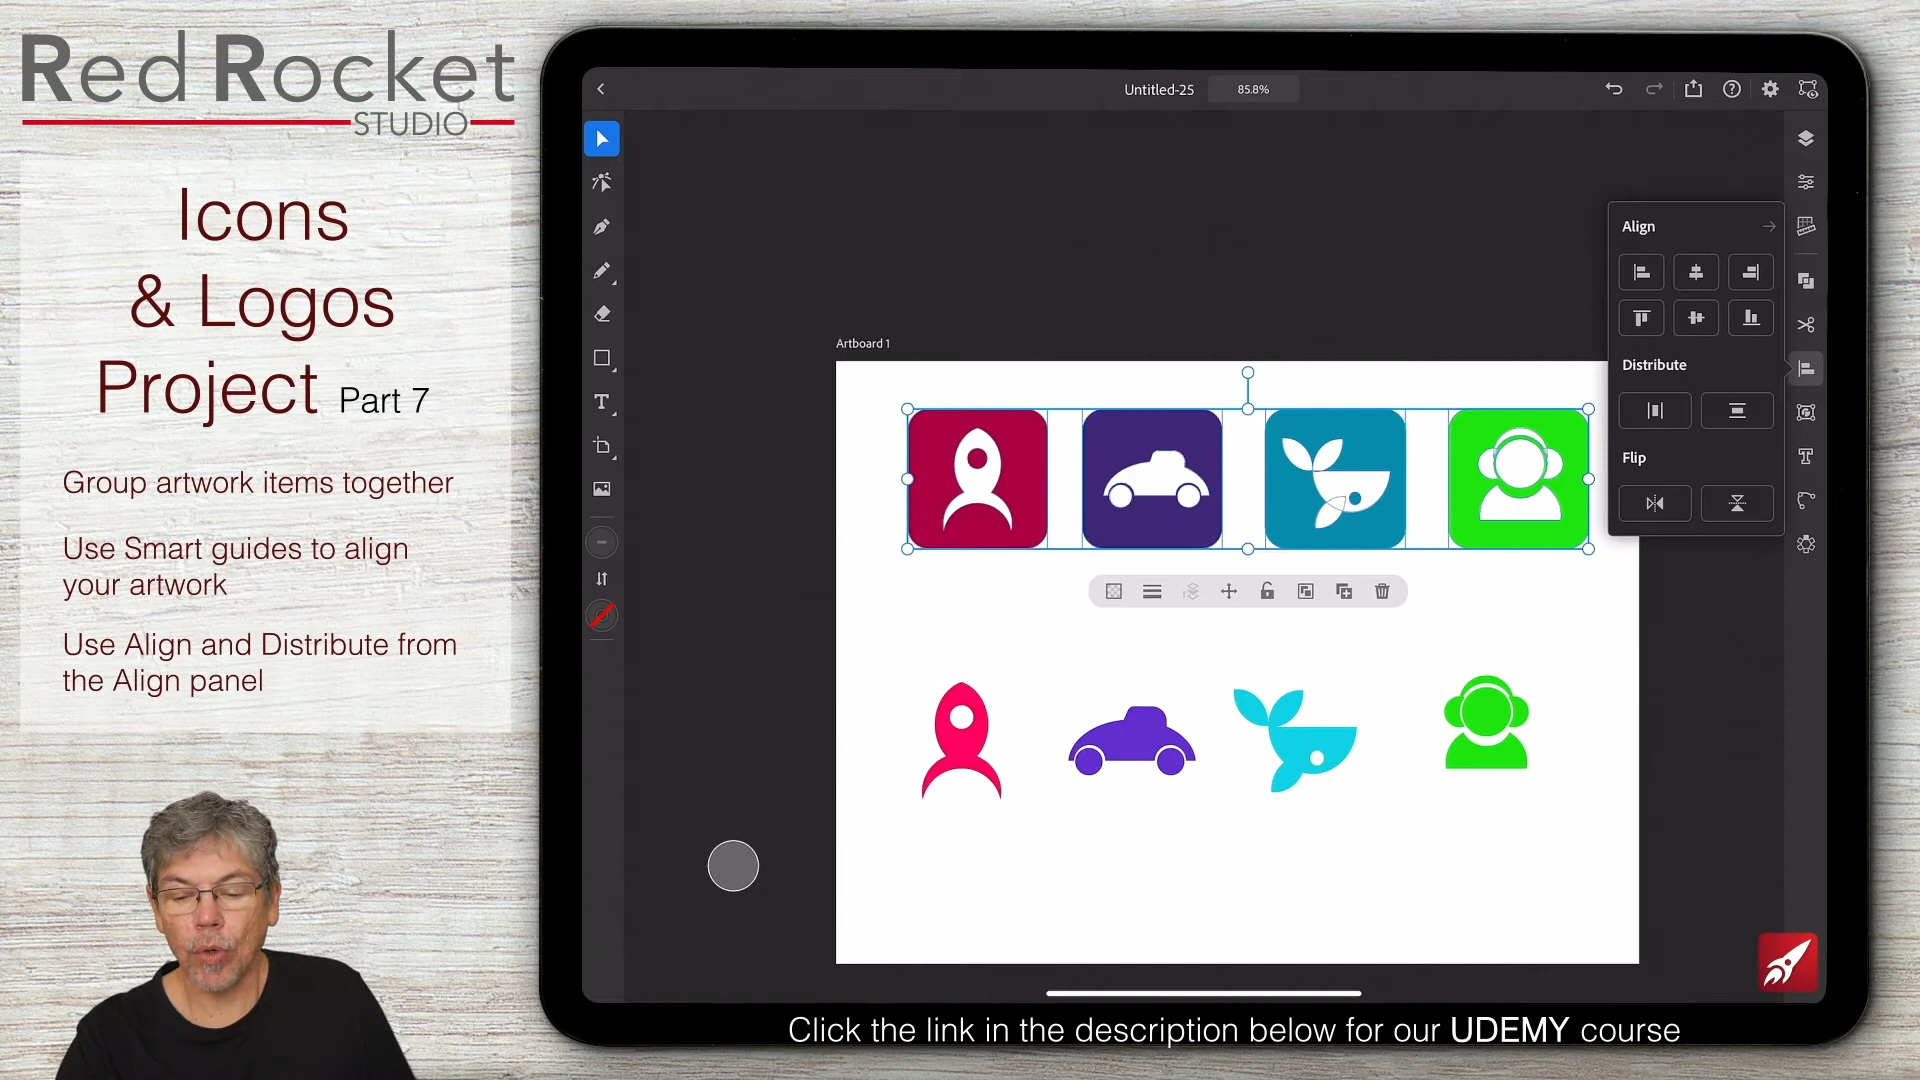 Red Rocket
STUDIO
Icons
& Logos
Project Part 7
Group artwork items together
Use Smart guides to align
your artwork
Use Align and Distribute from
the Align panel
Untitled-25
85.8%
Artboard 1
Align
Distribute
Flip
Click the link in the description below for our UDEMY course